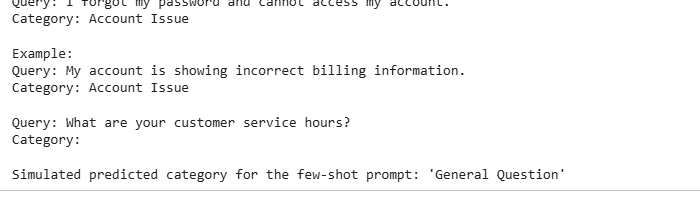 Query: I forgot my password and cannot access my account.
Category: Account Issue
Example:
Query: My account is showing incorrect billing information.
Category: Account Issue
Query: What are your customer service hours?
Category:
Simulated predicted category for the few-shot prompt: 'General Question'